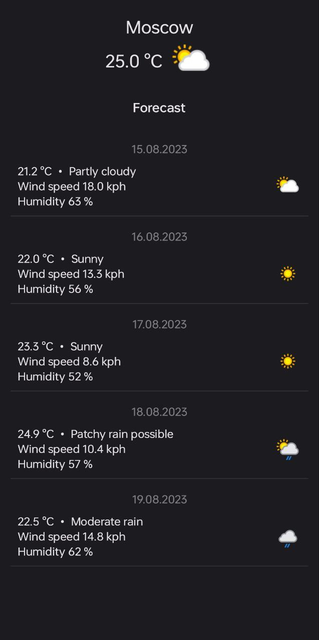 Moscow
25.0 °C
Forecast
15.08.2023
21.2 °C • Partly cloudy
Wind speed 18.0 kph
Humidity 63 %
16.08.2023
22.0 °C • Sunny
Wind speed 13.3 kph
Humidity 56 %
17.08.2023
23.3 °C • Sunny
Wind speed 8.6 kph
Humidity 52 %
18.08.2023
24.9 °C • Patchy rain possible
Wind speed 10.4 kph
Humidity 57 %
19.08.2023
22.5 °C • Moderate rain
Wind speed 14.8 kph
Humidity 62 %